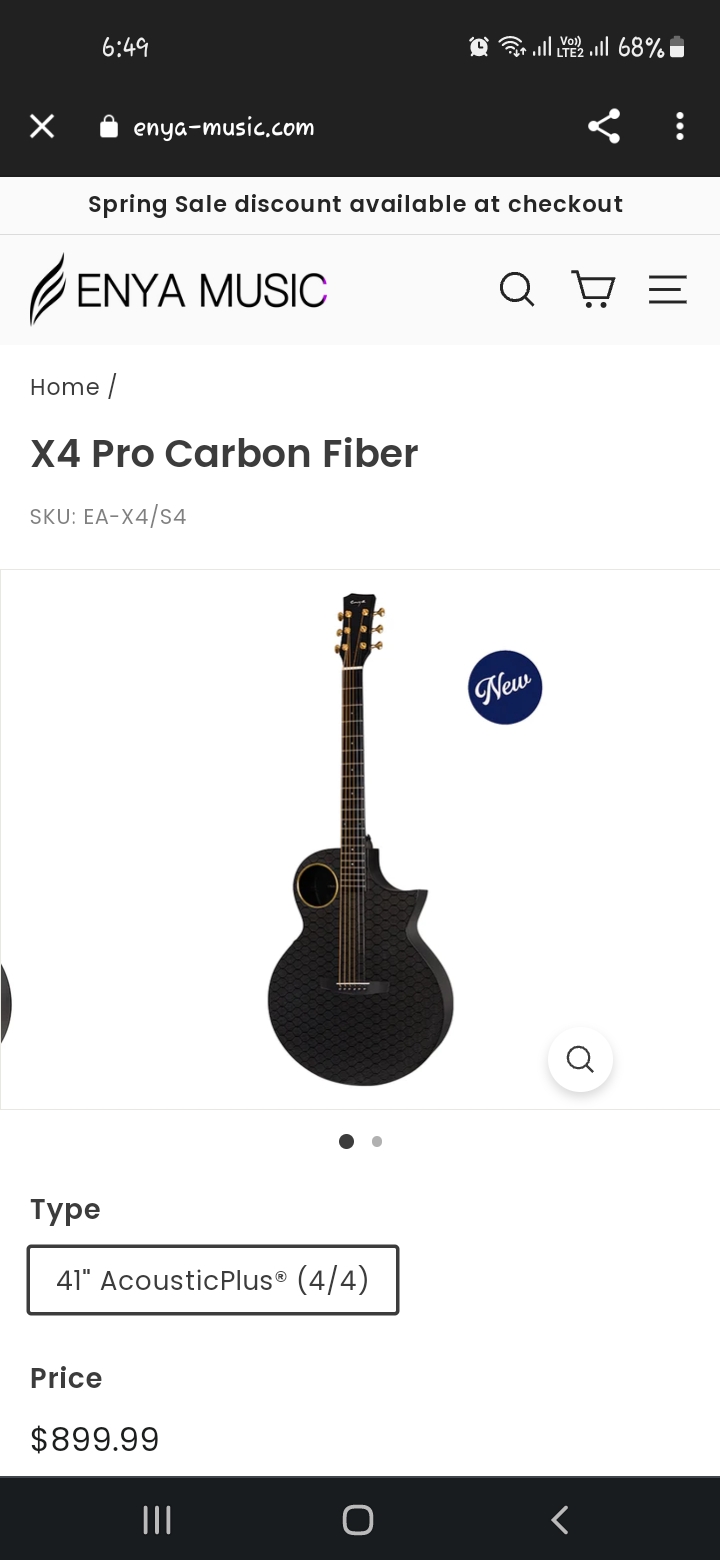 6:49
Vo))
LTE2
68%
enya-music.com
Spring Sale discount available at checkout
ENYA MUSIC
Home /
X4 Pro Carbon Fiber
SKU: EA-X4/S4
Enya
New
Type
41" AcousticPlus® (4/4)
Price
$899.99